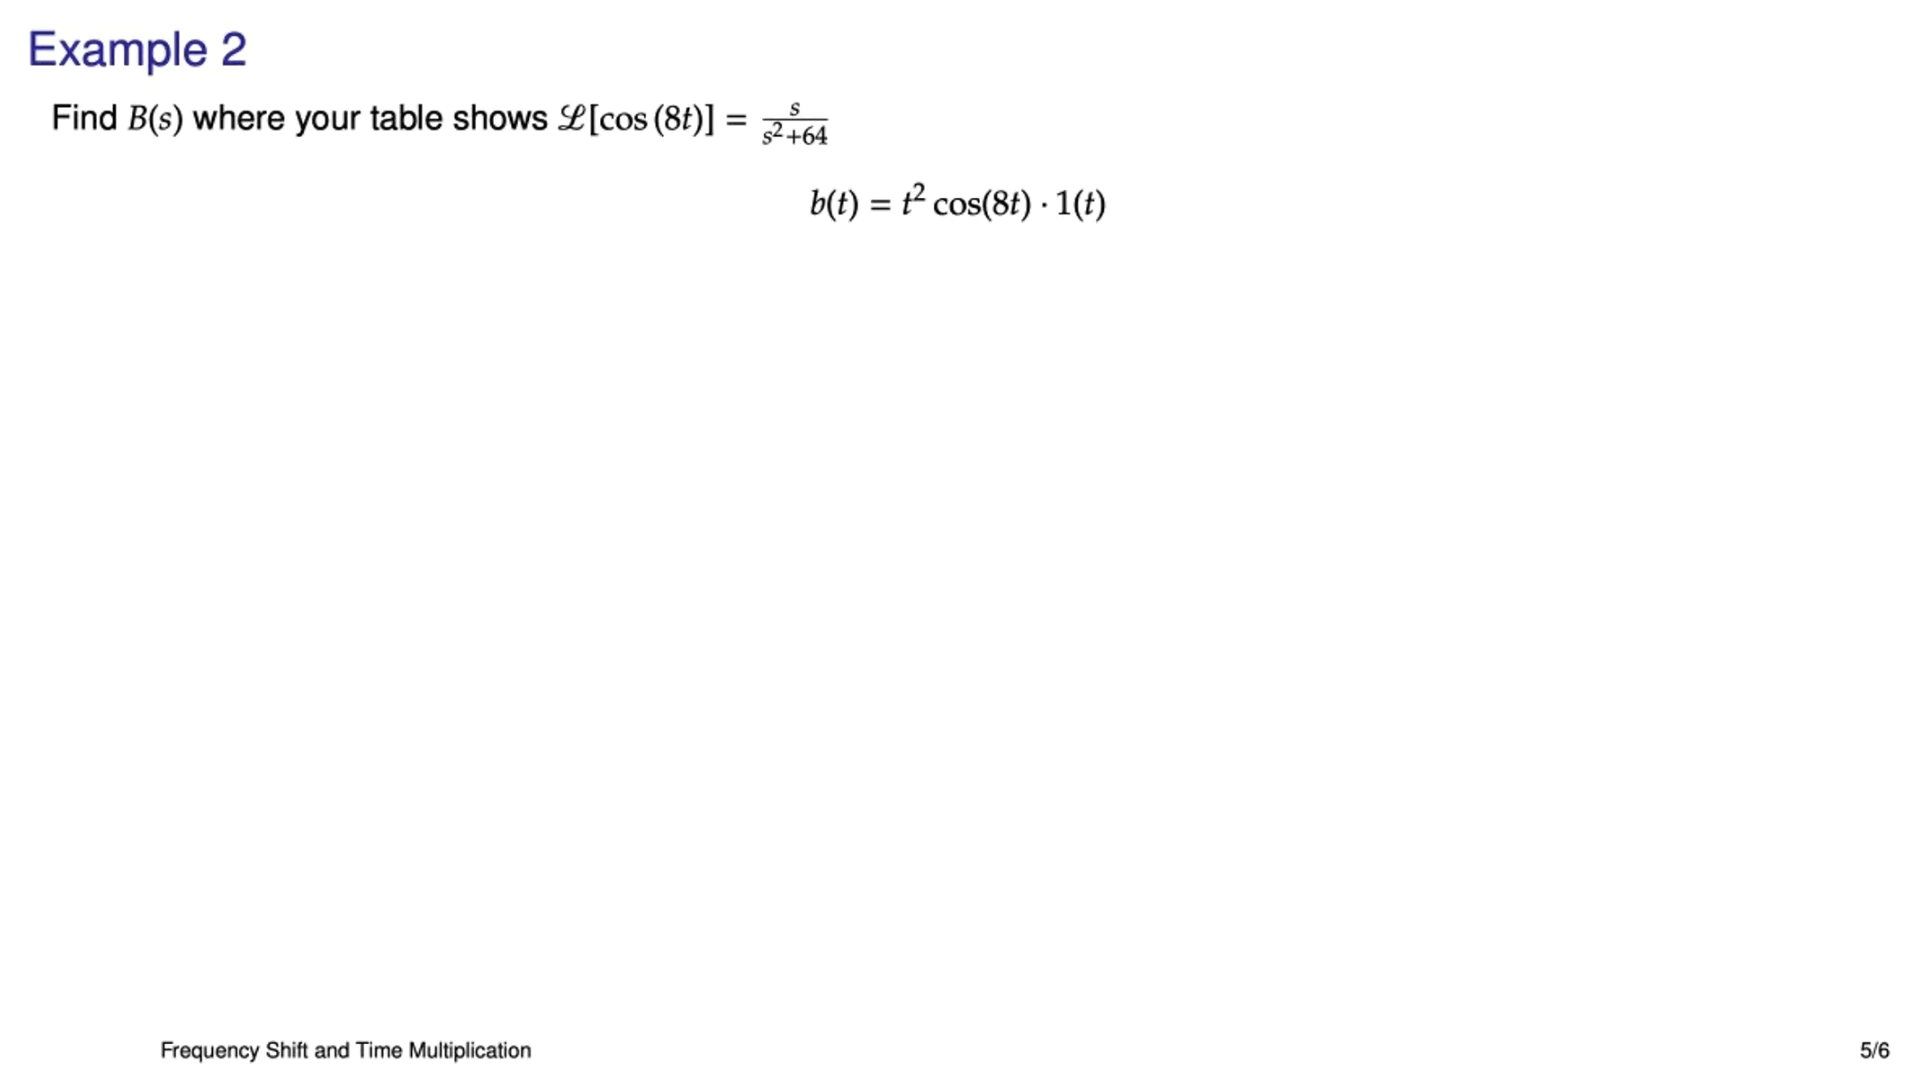 Example 2
Find B(s) where your table shows ℒ[cos (8t)] = s/(s²+64)
b(t) = t² cos(8t) · 1(t)
Frequency Shift and Time Multiplication
5/6